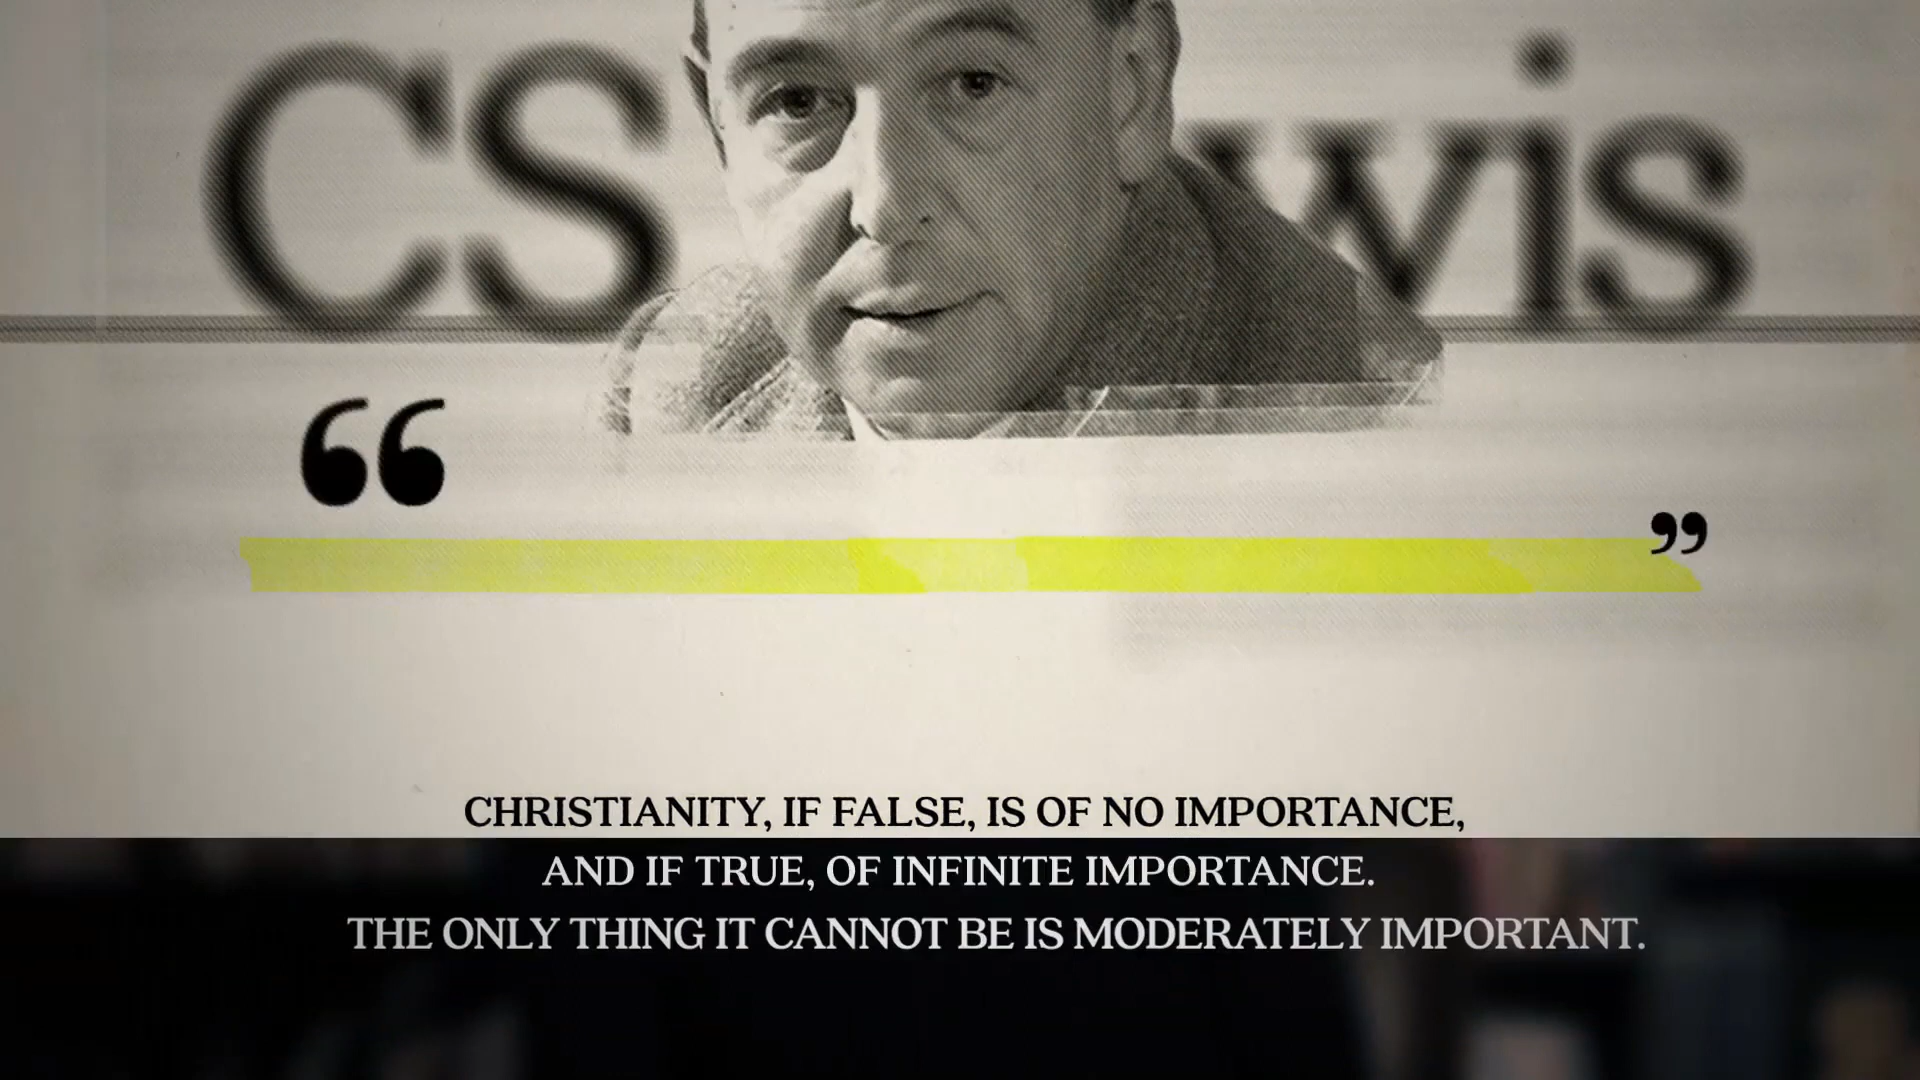 CS wis
“
”
CHRISTIANITY, IF FALSE, IS OF NO IMPORTANCE,
AND IF TRUE, OF INFINITE IMPORTANCE.
THE ONLY THING IT CANNOT BE IS MODERATELY IMPORTANT.